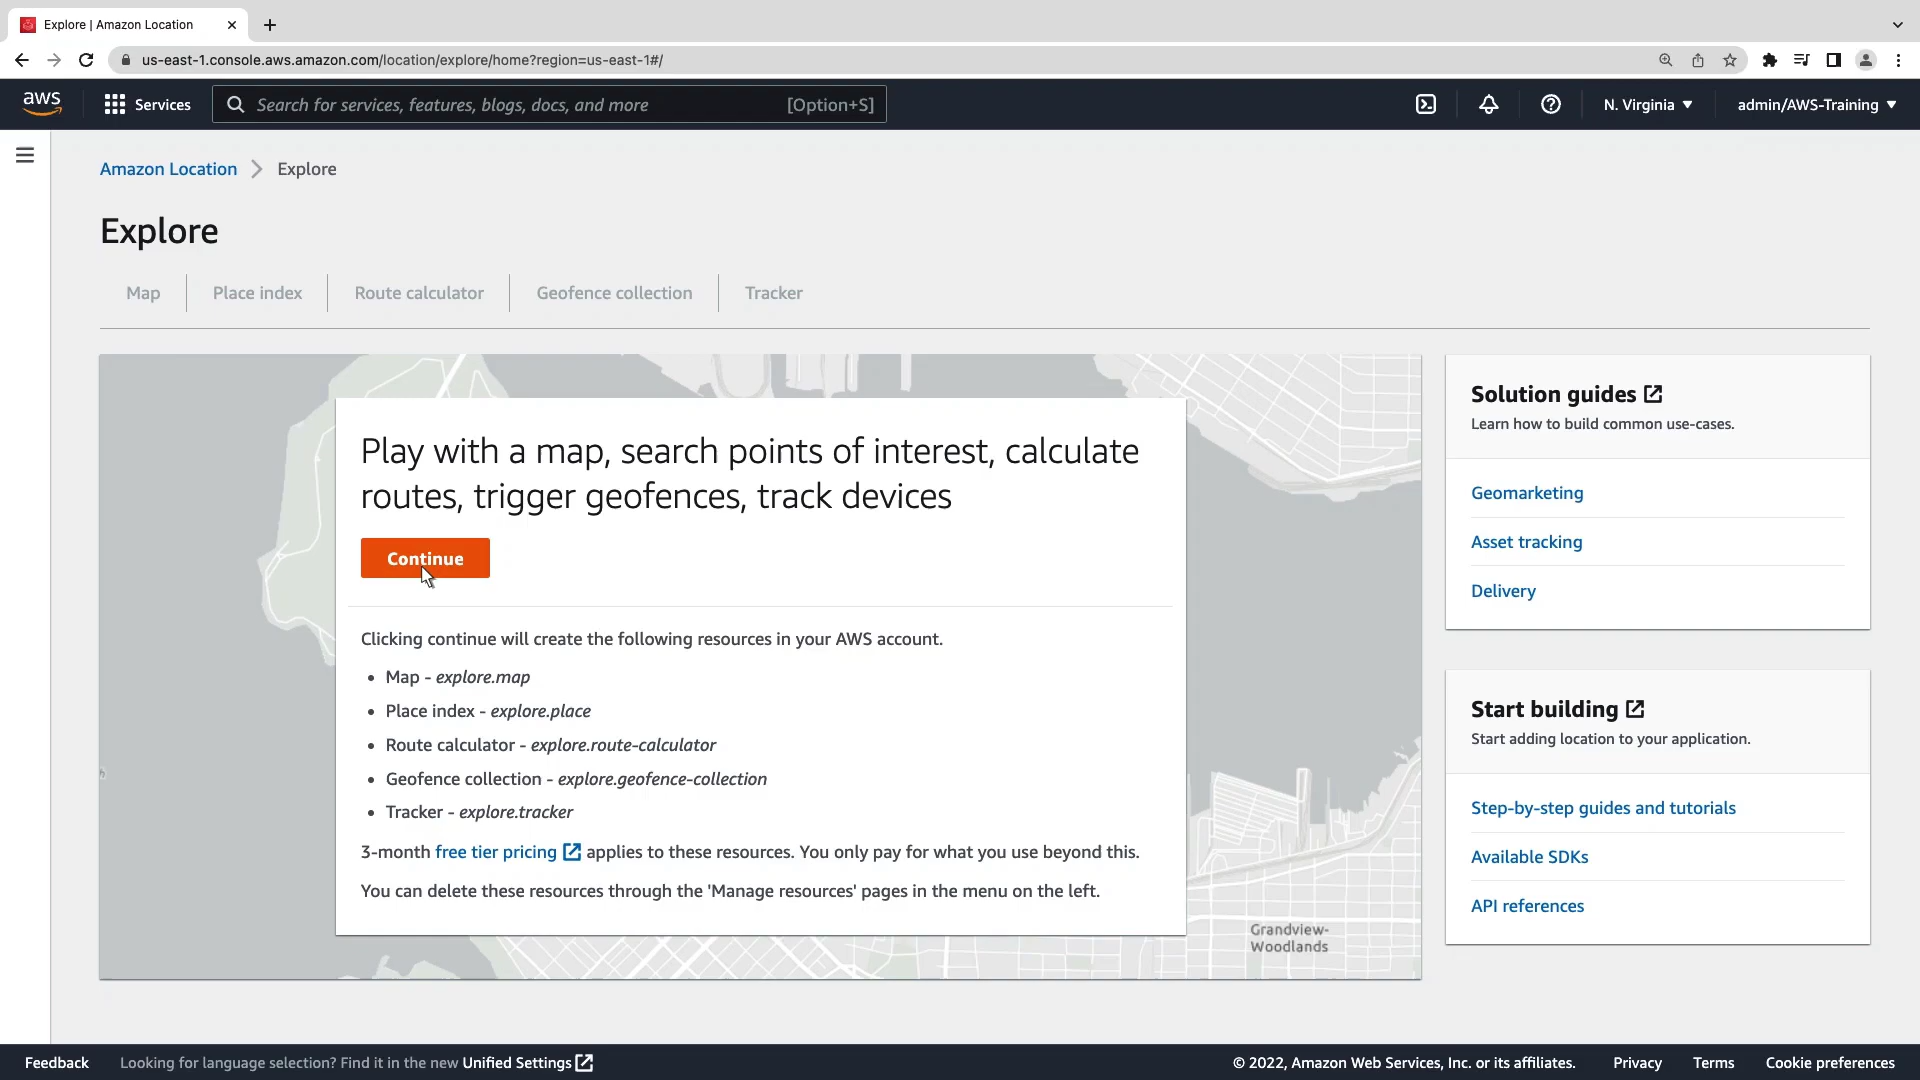 Explore | Amazon Location
us-east-1.console.aws.amazon.com/location/explore/home?region=us-east-1#/
aws
Services
Search for services, features, blogs, docs, and more
[Option+S]
N. Virginia
admin/AWS-Training
Amazon Location
Explore
Explore
Map
Place index
Route calculator
Geofence collection
Tracker
Play with a map, search points of interest, calculate
routes, trigger geofences, track devices
Continue
Clicking continue will create the following resources in your AWS account.
• Map - explore.map
• Place index - explore.place
• Route calculator - explore.route-calculator
• Geofence collection - explore.geofence-collection
• Tracker - explore.tracker
3-month free tier pricing applies to these resources. You only pay for what you use beyond this.
You can delete these resources through the 'Manage resources' pages in the menu on the left.
Grandview-
Woodlands
Solution guides
Learn how to build common use-cases.
Geomarketing
Asset tracking
Delivery
Start building
Start adding location to your application.
Step-by-step guides and tutorials
Available SDKs
API references
Feedback
Looking for language selection? Find it in the new Unified Settings
© 2022, Amazon Web Services, Inc. or its affiliates.
Privacy
Terms
Cookie preferences